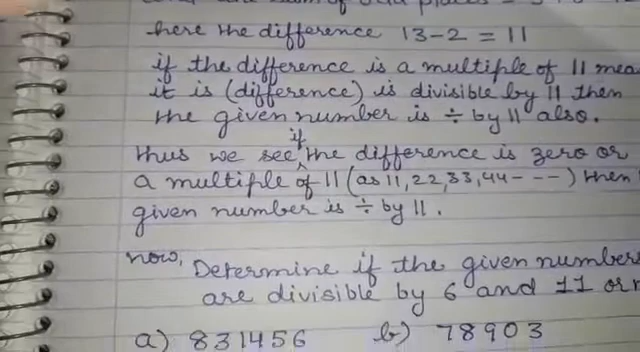 here the difference 13-2 = 11
if the difference is a multiple of 11 mea
it is (difference) is divisible by 11 then
the given number is ÷ by 11 also.
thus we see if the difference is zero or
a multiple of 11 (as 11, 22, 33, 44 - - -) then
given number is ÷ by 11.
now, Determine if the given numbers
are divisible by 6 and 11 or
a) 831456 b) 78903